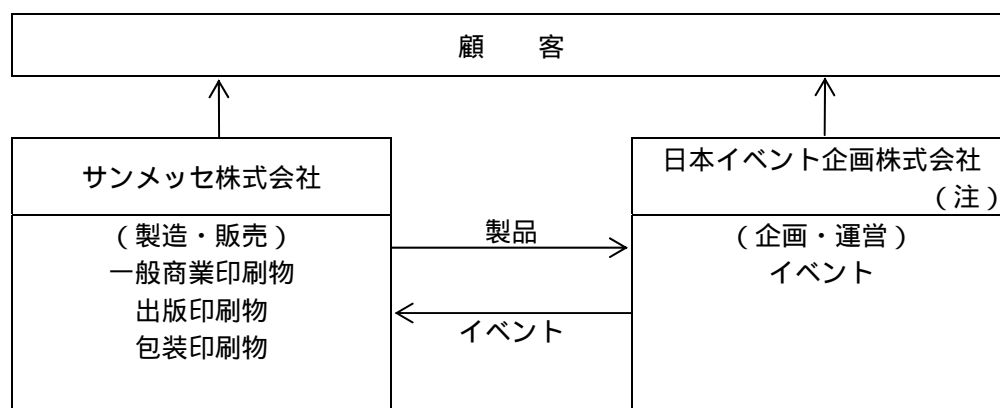 顧　　客
サンメッセ株式会社
日本イベント企画株式会社
（注）
（製造・販売）
一般商業印刷物
出版印刷物
包装印刷物
製品
イベント
（企画・運営）
イベント